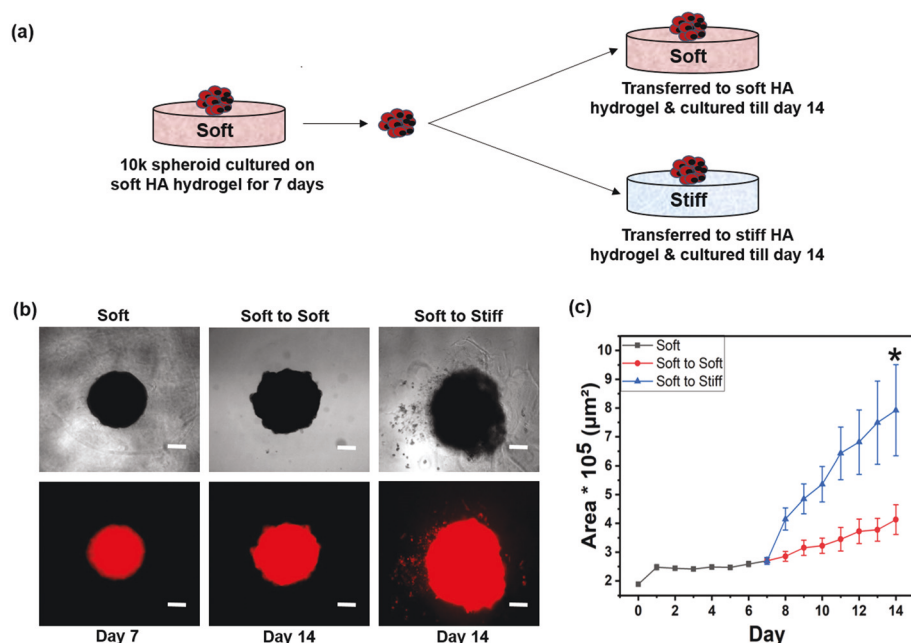 (a)
Soft
10k spheroid cultured on
soft HA hydrogel for 7 days
Soft
Transferred to soft HA
hydrogel & cultured till day 14
Stiff
Transferred to stiff HA
hydrogel & cultured till day 14
(b)
Soft
Soft to Soft
Soft to Stiff
Day 7
Day 14
Day 14
(c)
Soft
Soft to Soft
Soft to Stiff
*
Area * 10⁵ (µm²)
10
9
8
7
6
5
4
3
2
0
2
4
6
8
10
12
14
Day